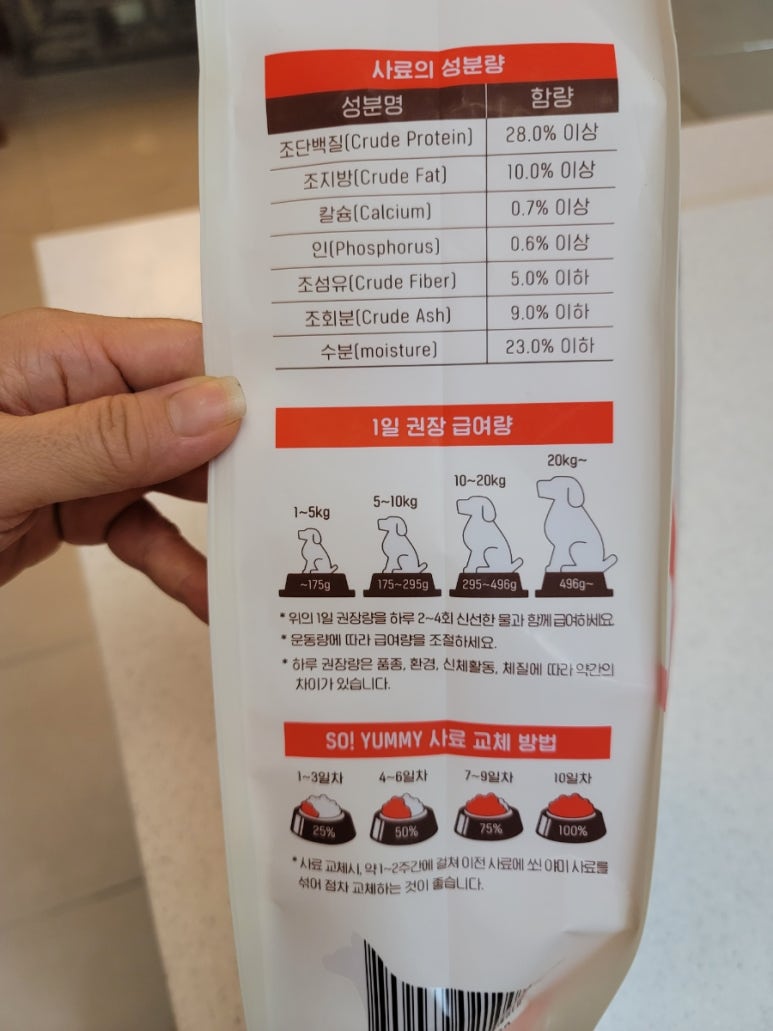 사료의 성분량
성분명 함량
조단백질(Crude Protein) 28.0% 이상
조지방(Crude Fat) 10.0% 이상
칼슘(Calcium) 0.7% 이상
인(Phosphorus) 0.6% 이상
조섬유(Crude Fiber) 5.0% 이하
조회분(Crude Ash) 9.0% 이하
수분(moisture) 23.0% 이하
1일 권장 급여량
1~5kg 5~10kg 10~20kg 20kg~
~175g 175~295g 295~496g 496g~
* 위의 1일 권장량을 하루 2~4회 신선한 물과 함께 급여하세요.
* 운동량에 따라 급여량을 조절하세요.
* 하루 권장량은 품종, 환경, 신체활동, 체질에 따라 약간의
차이가 있습니다.
SO! YUMMY 사료 교체 방법
1~3일차 4~6일차 7~9일차 10일차
25% 50% 75% 100%
* 사료 교체시, 약 1~2주간에 걸쳐 이전 사료에 쏘! 야미 사료를
섞어 점차 교체하는 것이 좋습니다.